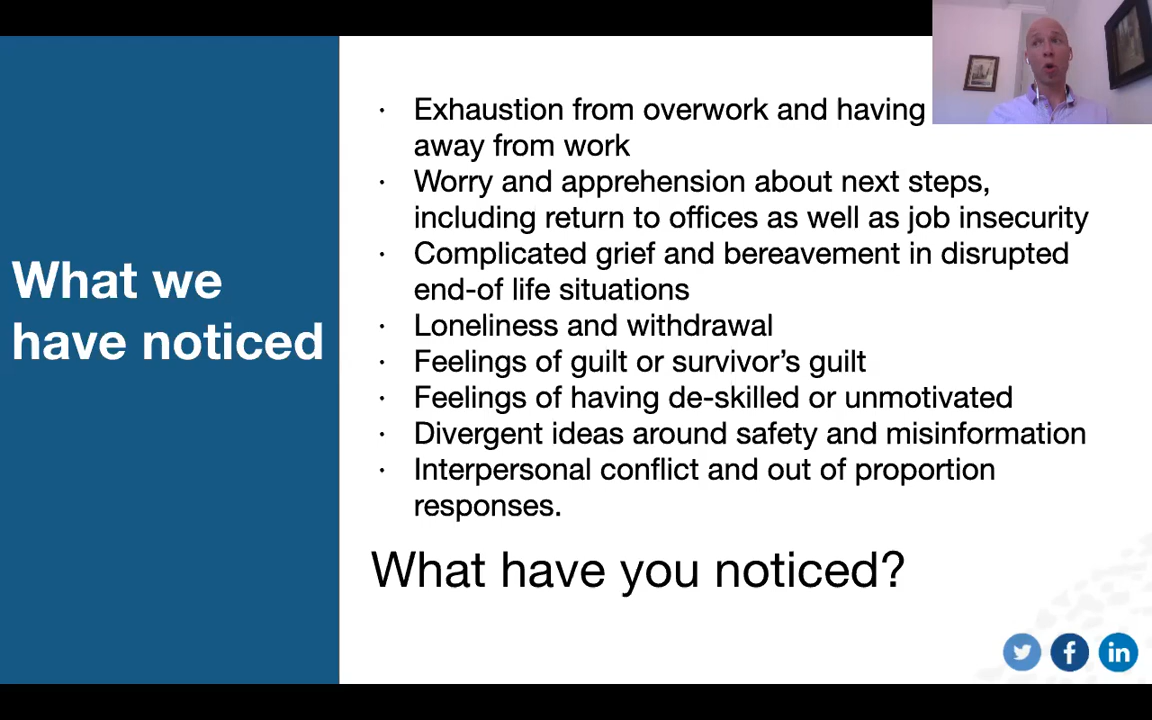 What we
have noticed
· Exhaustion from overwork and having
away from work
· Worry and apprehension about next steps,
including return to offices as well as job insecurity
· Complicated grief and bereavement in disrupted
end-of life situations
· Loneliness and withdrawal
· Feelings of guilt or survivor’s guilt
· Feelings of having de-skilled or unmotivated
· Divergent ideas around safety and misinformation
· Interpersonal conflict and out of proportion
responses.
What have you noticed?
f
in